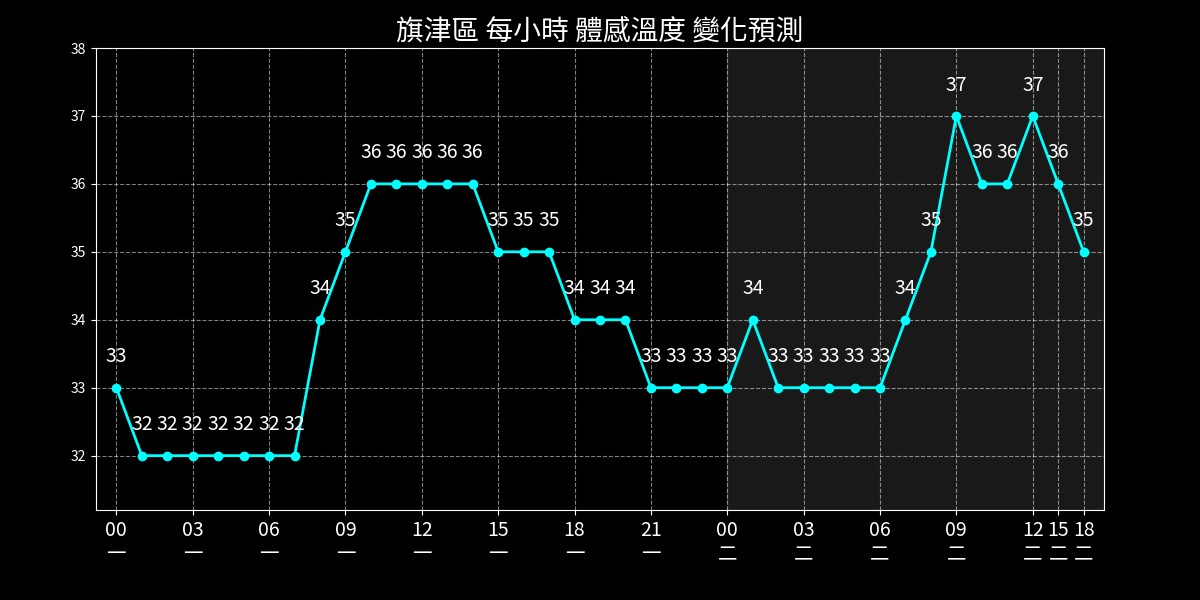 旗津區 每小時 體感溫度 變化預測
38
37 37
37
36 36 36 36 36 36 36 36
36
35 35 35 35 35 35
35
34 34 34 34 34 34
34
33 33 33 33 33 33 33 33 33 33
33
32 32 32 32 32 32 32
32
00 03 06 09 12 15 18 21 00 03 06 09 12 15 18
一 一 一 一 一 一 一 一 二 二 二 二 二 二 二